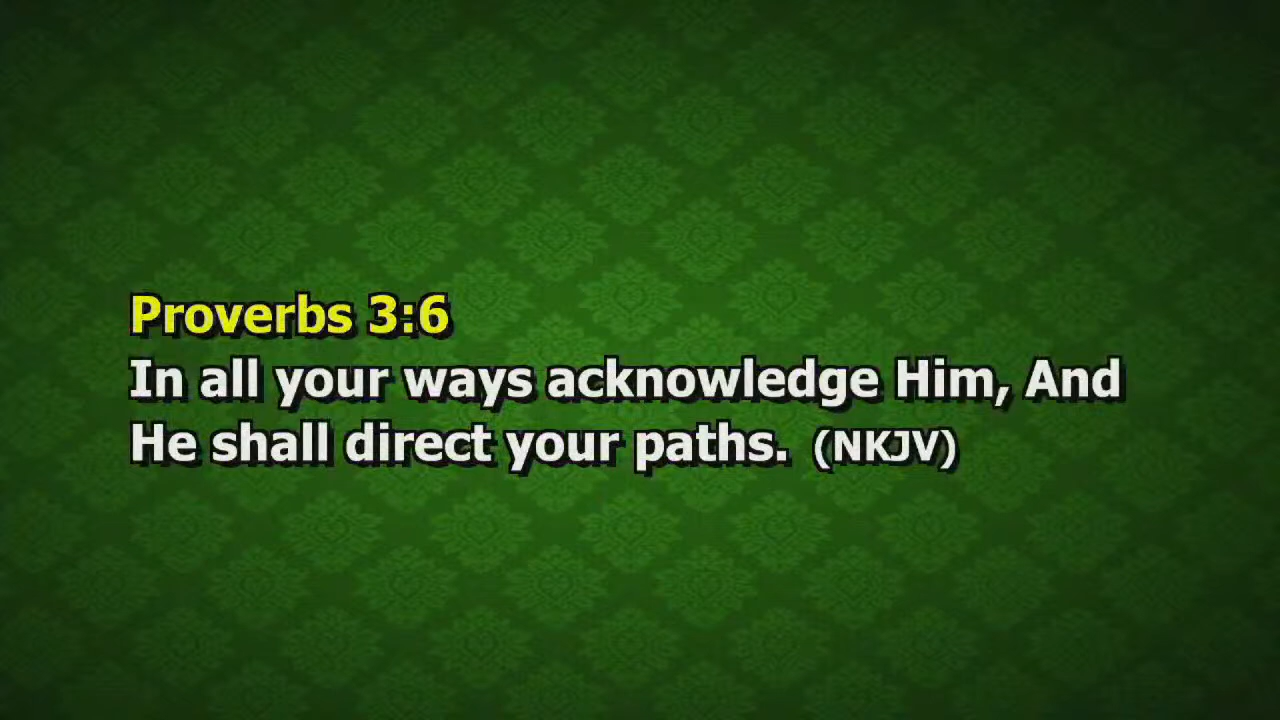 Proverbs 3:6
In all your ways acknowledge Him, And
He shall direct your paths. (NKJV)